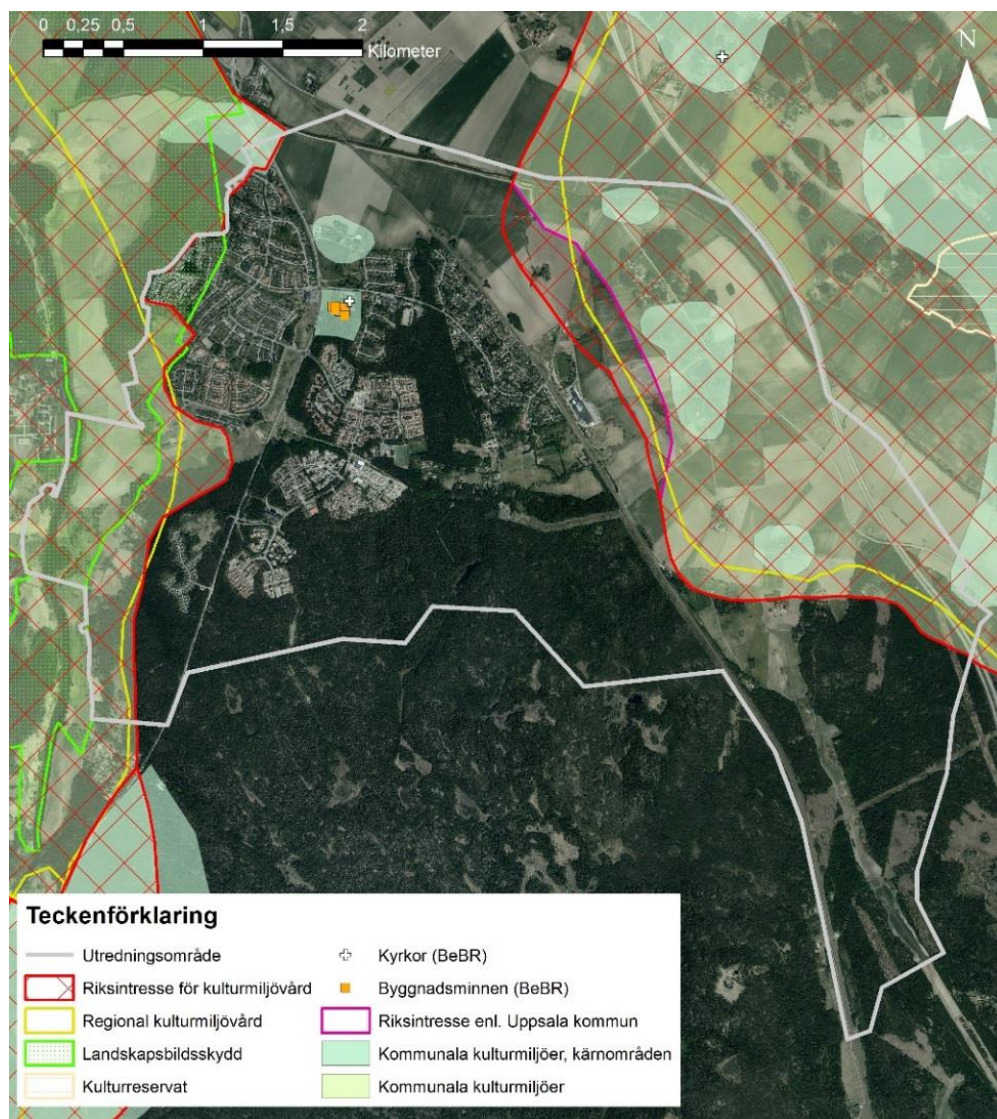 0 0,25 0,5 1 1,5 2
Kilometer
N
Teckenförklaring
Utredningsområde
Riksintresse för kulturmiljövård
Regional kulturmiljövård
Landskapsbildsskydd
Kulturreservat
Kyrkor (BeBR)
Byggnadsminnen (BeBR)
Riksintresse enl. Uppsala kommun
Kommunala kulturmiljöer, kärnområden
Kommunala kulturmiljöer